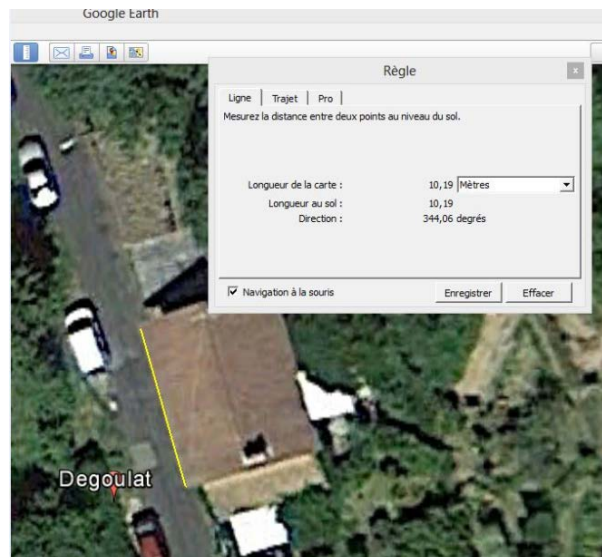 Google Earth
Règle
x
Ligne Trajet Pro
Mesurez la distance entre deux points au niveau du sol.
Longueur de la carte : 10,19 Mètres
Longueur au sol : 10,19
Direction : 344,06 degrés
Navigation à la souris Enregistrer Effacer
Degoulat